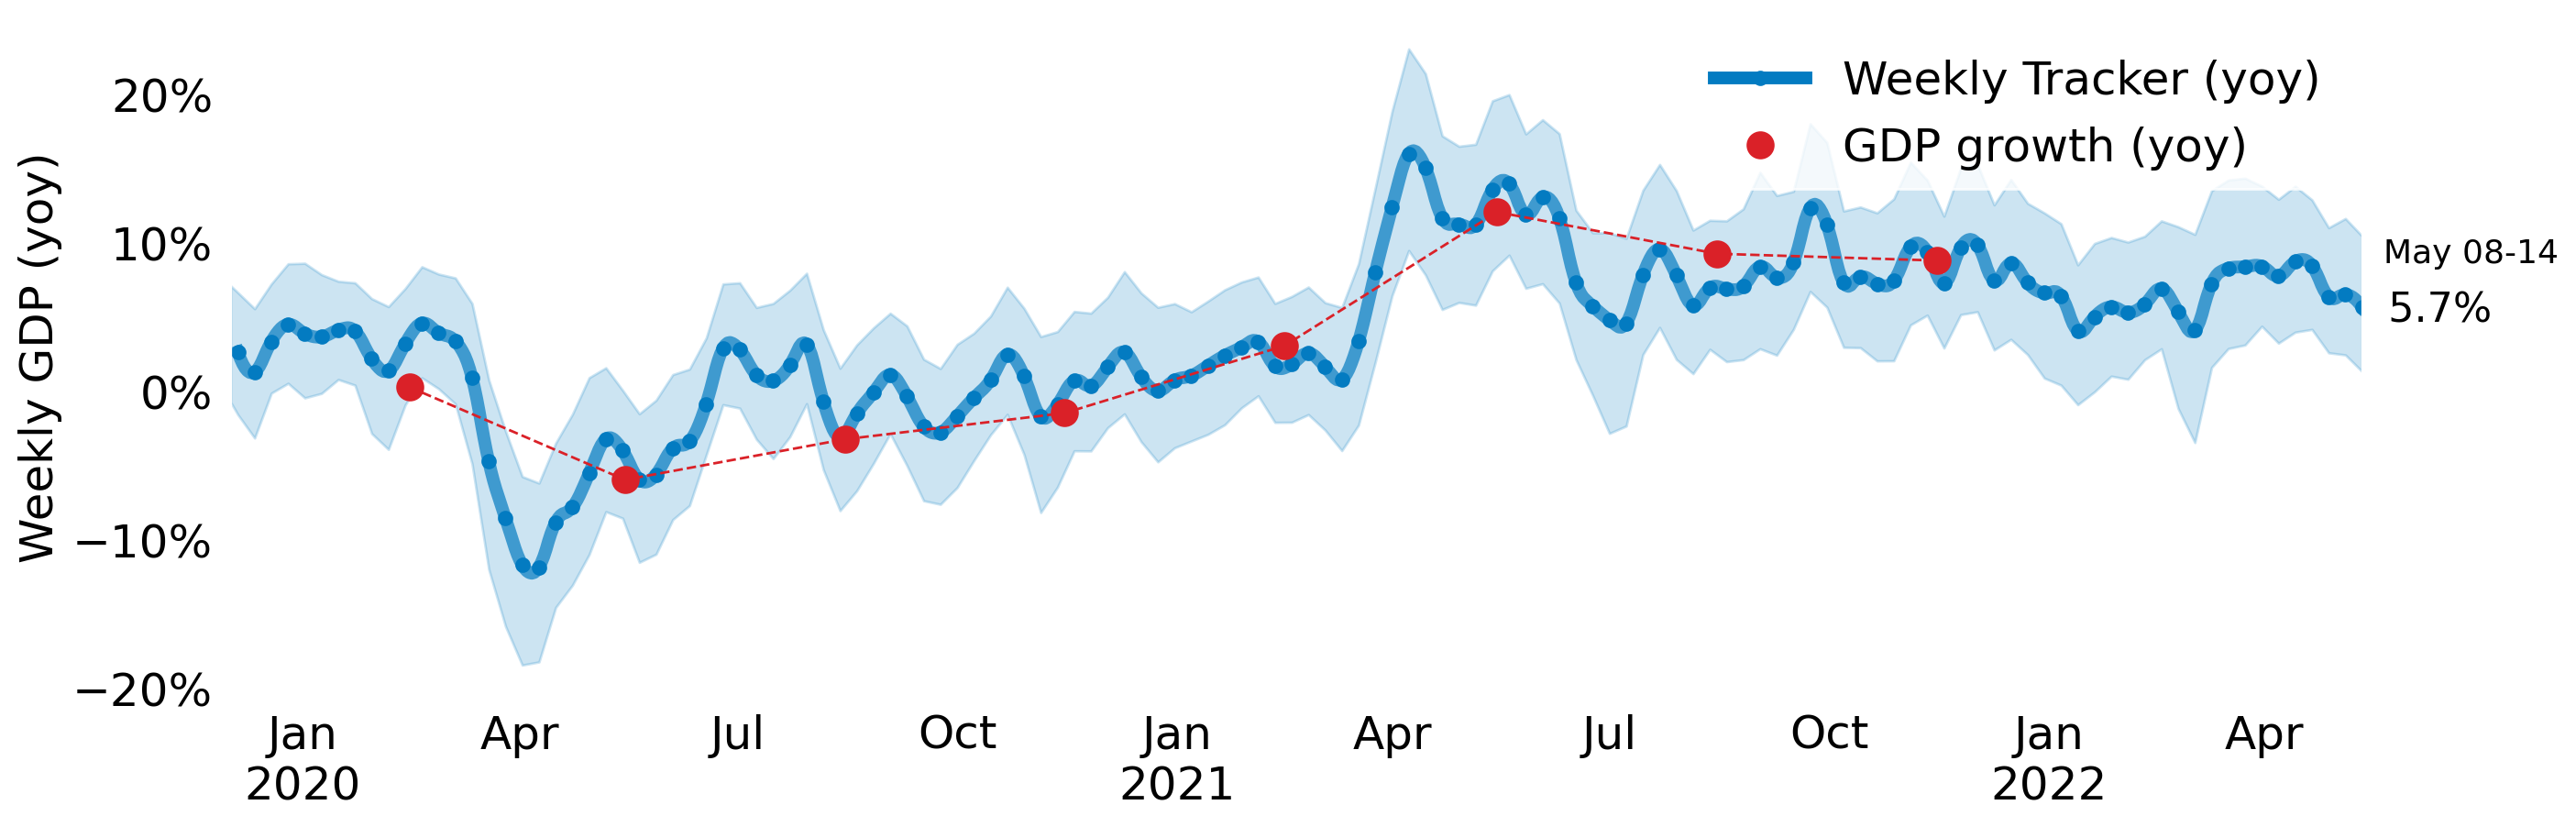 Weekly Tracker (yoy)
GDP growth (yoy)
Weekly GDP (yoy)
20%
10%
0%
−10%
−20%
May 08-14
5.7%
Jan Apr Jul Oct Jan Apr Jul Oct Jan Apr
2020 2021 2022